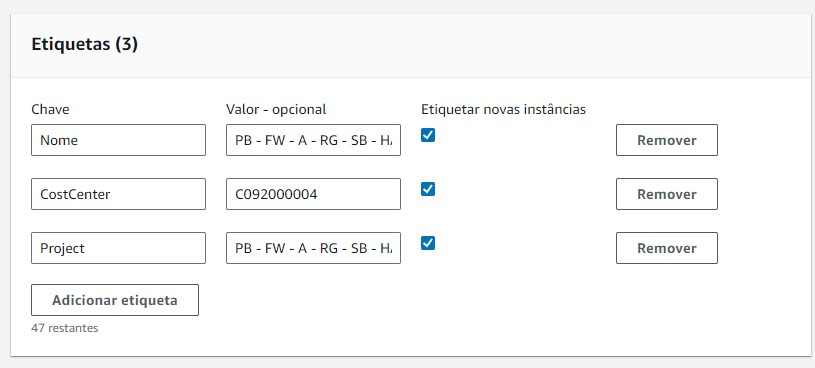 Etiquetas (3)
Chave Valor - opcional Etiquetar novas instâncias
Nome PB - FW - A - RG - SB - Remover
CostCenter C092000004 Remover
Project PB - FW - A - RG - SB - Remover
Adicionar etiqueta
47 restantes